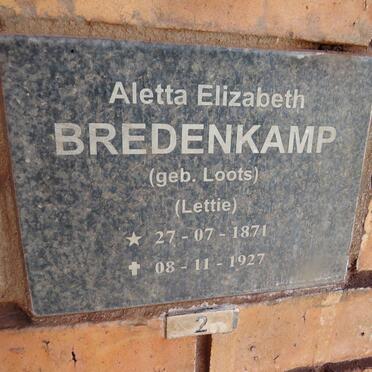 Aletta Elizabeth
BREDENKAMP
(geb. Loots)
(Lettie)
★ 27 - 07 - 1871
✝ 08 - 11 - 1927
2